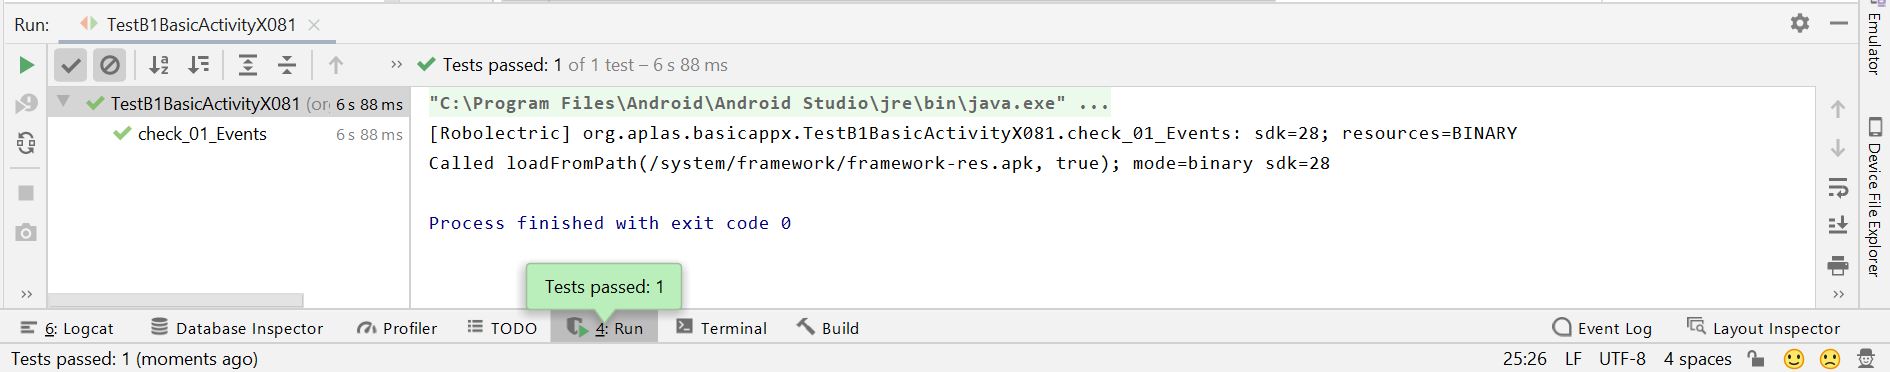 Run: TestB1BasicActivityX081
Tests passed: 1 of 1 test – 6 s 88 ms
TestB1BasicActivityX081 (or 6 s 88 ms
check_01_Events 6 s 88 ms
"C:\Program Files\Android\Android Studio\jre\bin\java.exe" ...
[Robolectric] org.aplas.basicappx.TestB1BasicActivityX081.check_01_Events: sdk=28; resources=BINARY
Called loadFromPath(/system/framework/framework-res.apk, true); mode=binary sdk=28
Process finished with exit code 0
Tests passed: 1
Emulator
Device File Explorer
6: Logcat Database Inspector Profiler TODO 4: Run Terminal Build Event Log Layout Inspector
Tests passed: 1 (moments ago) 25:26 LF UTF-8 4 spaces